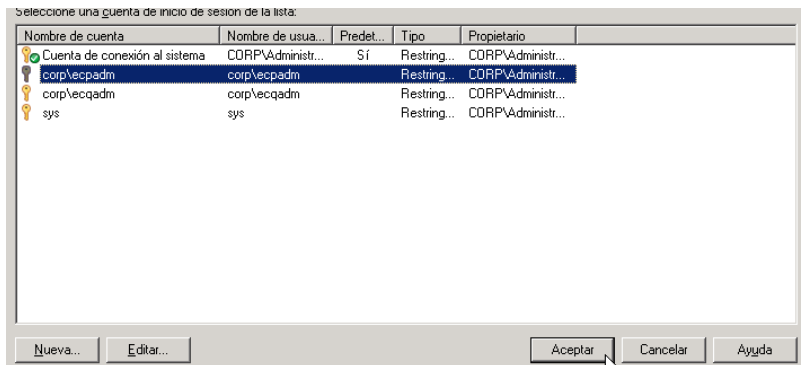 Seleccione una cuenta de inicio de sesión de la lista:
Nombre de cuenta Nombre de usua... Predet... Tipo Propietario
Cuenta de conexión al sistema CORP\Administr... Sí Restring... CORP\Administr...
corp\ecpadm corp\ecpadm Restring... CORP\Administr...
corp\ecqadm corp\ecqadm Restring... CORP\Administr...
sys sys Restring... CORP\Administr...
Nueva... Editar... Aceptar Cancelar Ayuda